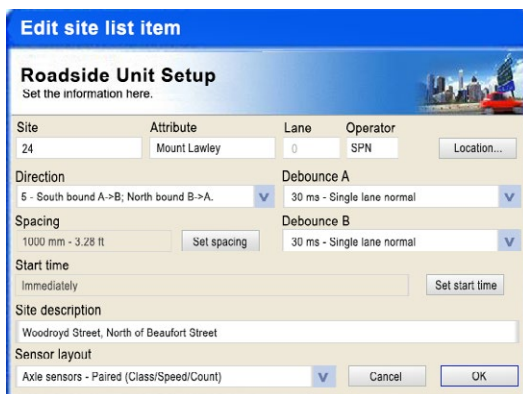 Edit site list item
Roadside Unit Setup
Set the information here.
Site Attribute Lane Operator
24 Mount Lawley 0 SPN Location...
Direction Debounce A
5 - South bound A->B; North bound B->A. 30 ms - Single lane normal
Spacing Debounce B
1000 mm - 3.28 ft Set spacing 30 ms - Single lane normal
Start time
Immediately Set start time
Site description
Woodroyd Street, North of Beaufort Street
Sensor layout
Axle sensors - Paired (Class/Speed/Count) Cancel OK